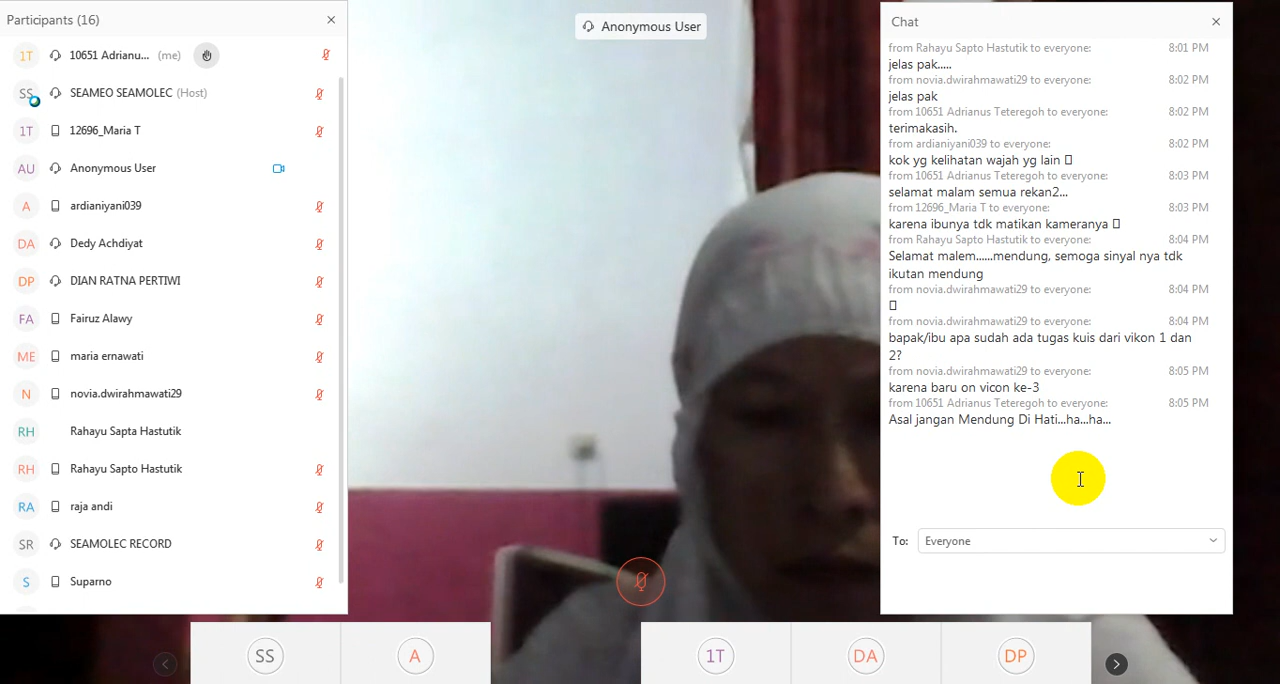 Participants (16)
1T 10651 Adrianu... (me)
SS SEAMEO SEAMOLEC (Host)
1T 12696_Maria T
AU Anonymous User
A ardianiyani039
DA Dedy Achdiyat
DP DIAN RATNA PERTIWI
FA Fairuz Alawy
ME maria ernawati
N novia.dwirahmawati29
RH Rahayu Sapta Hastutik
RH Rahayu Sapto Hastutik
RA raja andi
SR SEAMOLEC RECORD
S Suparno
Anonymous User
Chat
from Rahayu Sapto Hastutik to everyone: 8:01 PM
jelas pak.....
from novia.dwirahmawati29 to everyone: 8:02 PM
jelas pak
from 10651 Adrianus Teteregoh to everyone: 8:02 PM
terimakasih.
from ardianiyani039 to everyone: 8:02 PM
kok yg kelihatan wajah yg lain
from 10651 Adrianus Teteregoh to everyone: 8:03 PM
selamat malam semua rekan2...
from 12696_Maria T to everyone: 8:03 PM
karena ibunya tdk matikan kameranya
from Rahayu Sapto Hastutik to everyone: 8:04 PM
Selamat malem......mendung, semoga sinyal nya tdk
ikutan mendung
from novia.dwirahmawati29 to everyone: 8:04 PM
from novia.dwirahmawati29 to everyone: 8:04 PM
bapak/ibu apa sudah ada tugas kuis dari vikon 1 dan
2?
from novia.dwirahmawati29 to everyone: 8:05 PM
karena baru on vicon ke-3
from 10651 Adrianus Teteregoh to everyone: 8:05 PM
Asal jangan Mendung Di Hati...ha...ha...
To: Everyone
SS A 1T DA DP